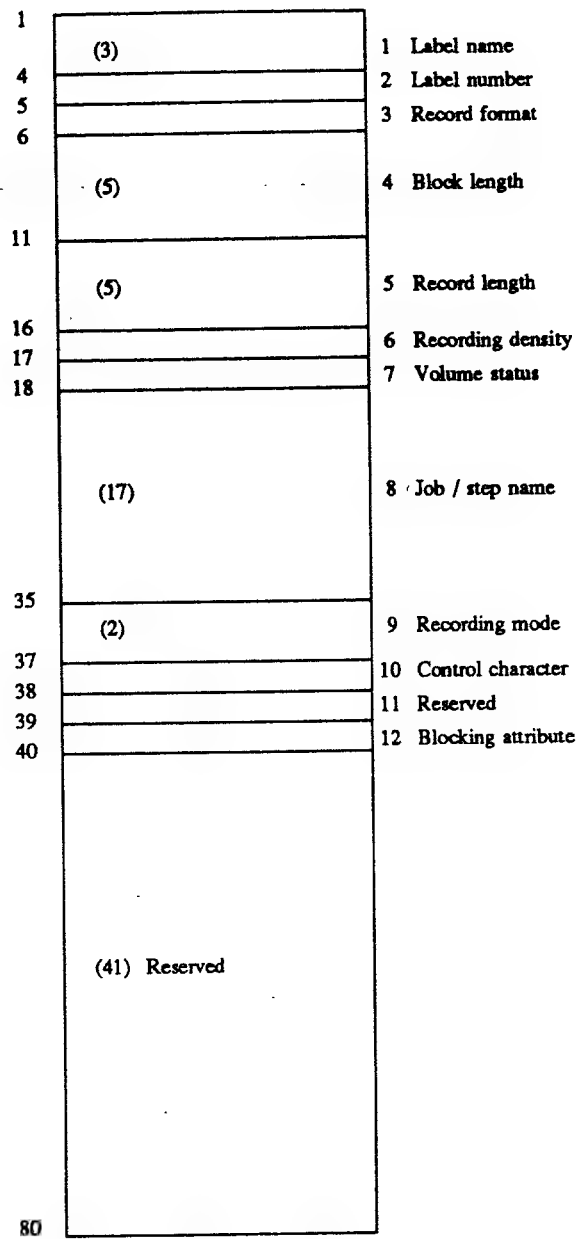 1
(3)
1 Label name
4
2 Label number
5
3 Record format
6
(5)
4 Block length
11
(5)
5 Record length
16
6 Recording density
17
7 Volume status
18
(17)
8 Job / step name
35
(2)
9 Recording mode
37
10 Control character
38
11 Reserved
39
12 Blocking attribute
40
(41) Reserved
80